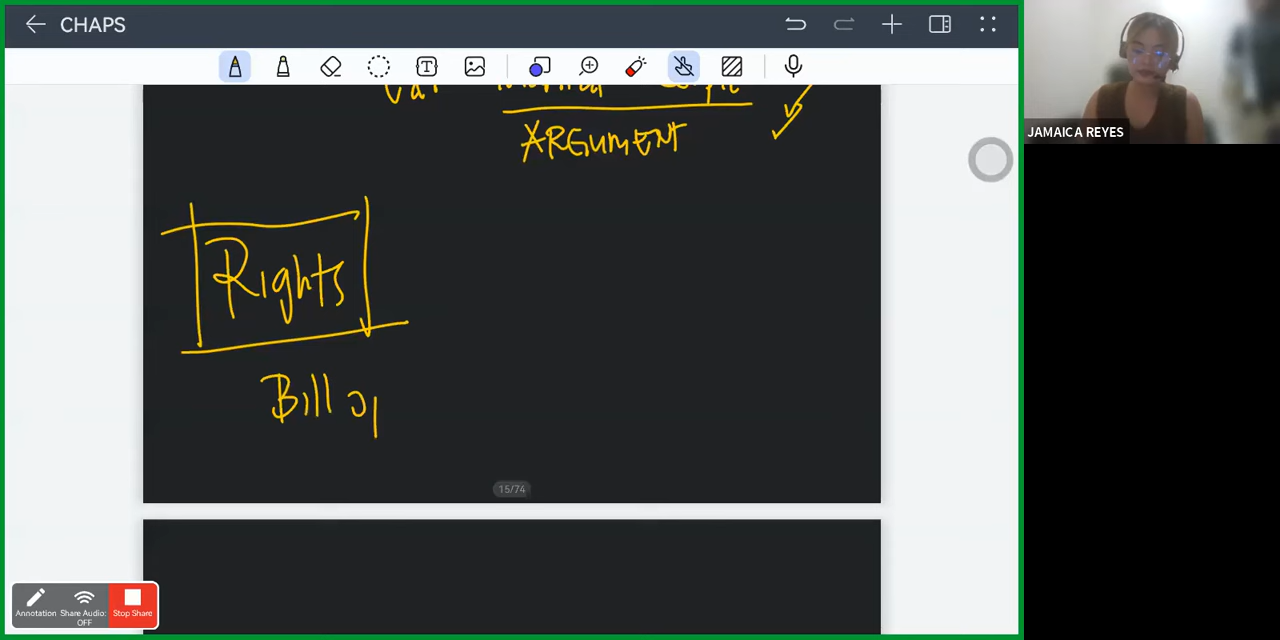 CHAPS
JAMAICA REYES
ARGUMENT
Rights
Bill of
15/74
Annotation
Share Audio: OFF
Stop Share